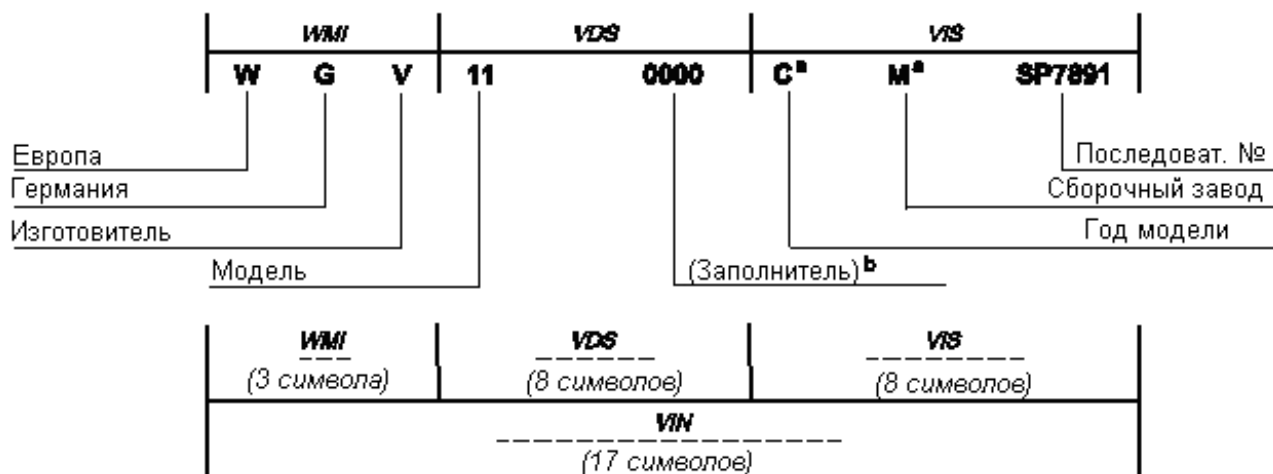 WMI VDS VIS
W G V 11 0000 Cª Mª SP7891
Европа Последоват. №
Германия Сборочный завод
Изготовитель Год модели
Модель (Заполнитель)ᵇ
WMI VDS VIS
(3 символа) (8 символов) (8 символов)
VIN
(17 символов)